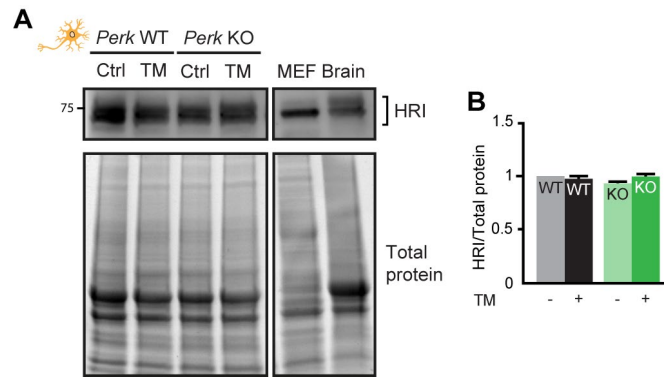 A
Perk WT Perk KO
Ctrl TM Ctrl TM MEF Brain
75
HRI
Total
protein
B
HRI/Total protein
1.5
1
0.5
0
WT WT KO KO
TM - + - +